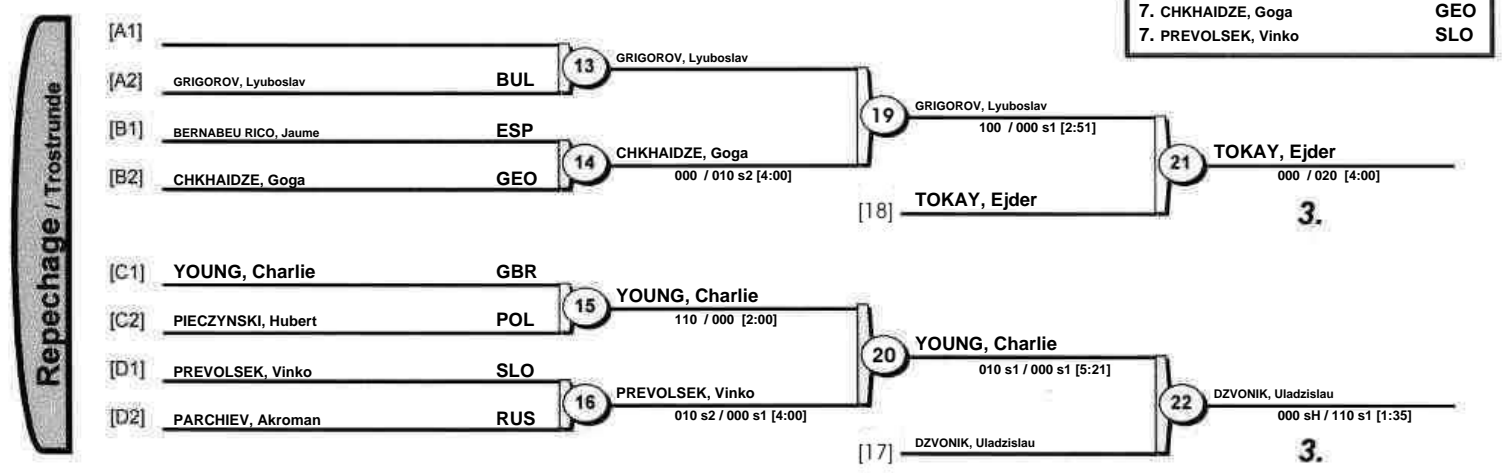 7. CHKHAIDZE, Goga GEO
7. PREVOLSEK, Vinko SLO
Repechage / Trostrunde
[A1]
[A2] GRIGOROV, Lyuboslav BUL
13
GRIGOROV, Lyuboslav
[B1] BERNABEU RICO, Jaume ESP
[B2] CHKHAIDZE, Goga GEO
14
CHKHAIDZE, Goga
000 / 010 s2 [4:00]
19
GRIGOROV, Lyuboslav
100 / 000 s1 [2:51]
[18] TOKAY, Ejder
21
TOKAY, Ejder
000 / 020 [4:00]
3.
[C1] YOUNG, Charlie GBR
[C2] PIECZYNSKI, Hubert POL
15
YOUNG, Charlie
110 / 000 [2:00]
[D1] PREVOLSEK, Vinko SLO
[D2] PARCHIEV, Akroman RUS
16
PREVOLSEK, Vinko
010 s2 / 000 s1 [4:00]
20
YOUNG, Charlie
010 s1 / 000 s1 [5:21]
[17] DZVONIK, Uladzislau
22
DZVONIK, Uladzislau
000 sH / 110 s1 [1:35]
3.